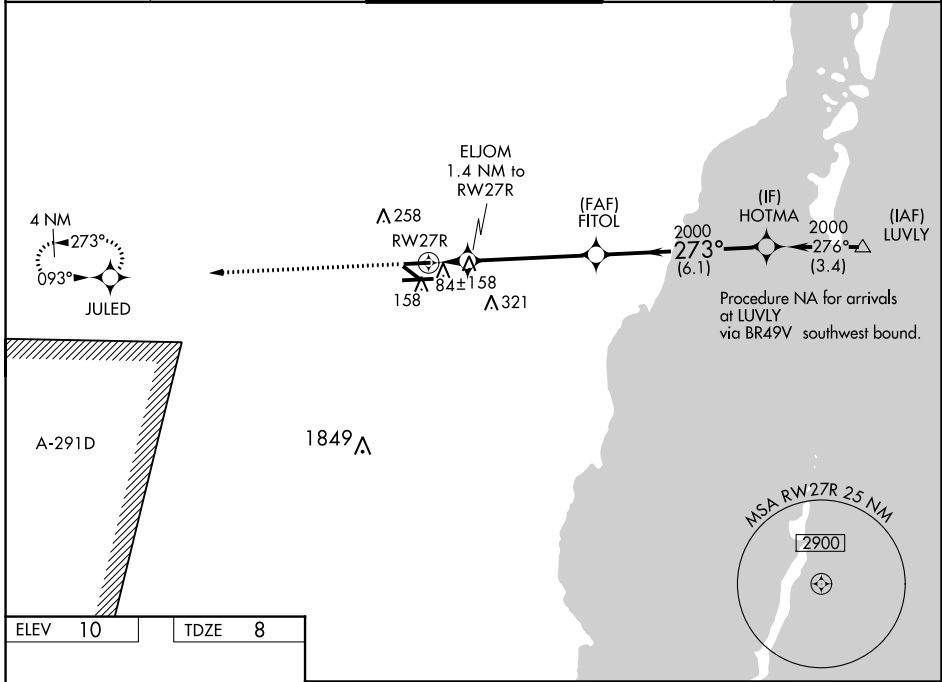 ELJOM
1.4 NM to
RW27R
258
RW27R
(FAF)
FITOL
(IF)
HOTMA
(IAF)
LUVLY
2000
273°
(6.1)
2000
276°
(3.4)
4 NM
273°
093°
JULED
158
84±
158
321
Procedure NA for arrivals
at LUVLY
via BR49V southwest bound.
A-291D
1849
MSA RW27R 25 NM
2900
ELEV 10
TDZE 8